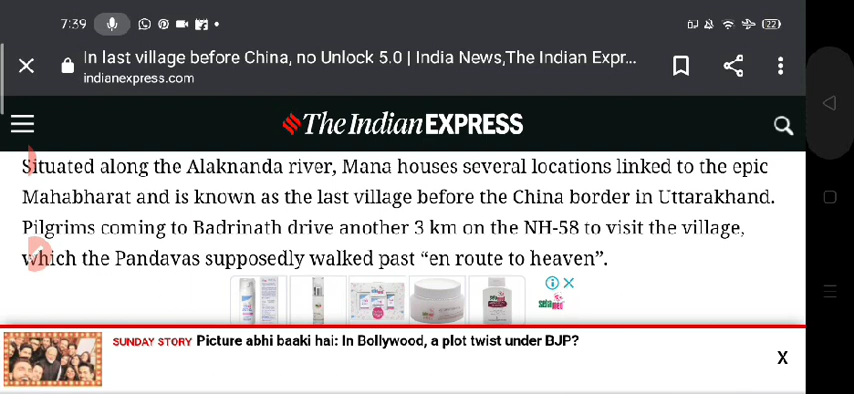 7:39
22
In last village before China, no Unlock 5.0 | India News,The Indian Expr...
indianexpress.com
The Indian EXPRESS
Situated along the Alaknanda river, Mana houses several locations linked to the epic
Mahabharat and is known as the last village before the China border in Uttarakhand.
Pilgrims coming to Badrinath drive another 3 km on the NH-58 to visit the village,
which the Pandavas supposedly walked past “en route to heaven”.
sebamed
SUNDAY STORY Picture abhi baaki hai: In Bollywood, a plot twist under BJP?
X